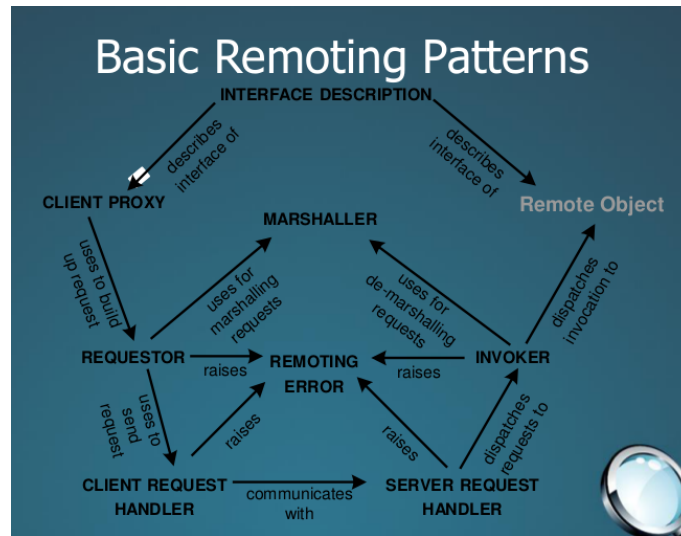 Basic Remoting Patterns
INTERFACE DESCRIPTION
describes
interface of
describes
interface of
CLIENT PROXY
Remote Object
MARSHALLER
uses to build
up request
uses for
marshalling
requests
uses for
de-marshalling
requests
dispatches
invocation to
REQUESTOR
raises
REMOTING
ERROR
raises
INVOKER
uses to
send
request
raises
raises
dispatches
requests to
CLIENT REQUEST
HANDLER
communicates
with
SERVER REQUEST
HANDLER